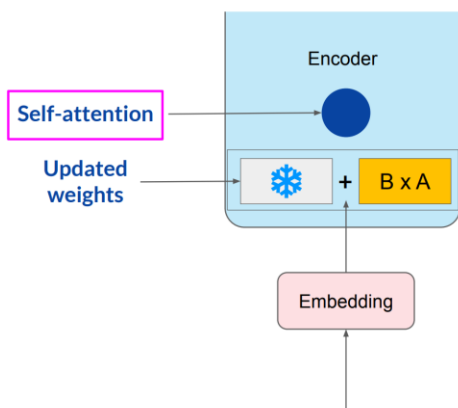 Encoder
Self-attention
Updated
weights
+
B x A
Embedding